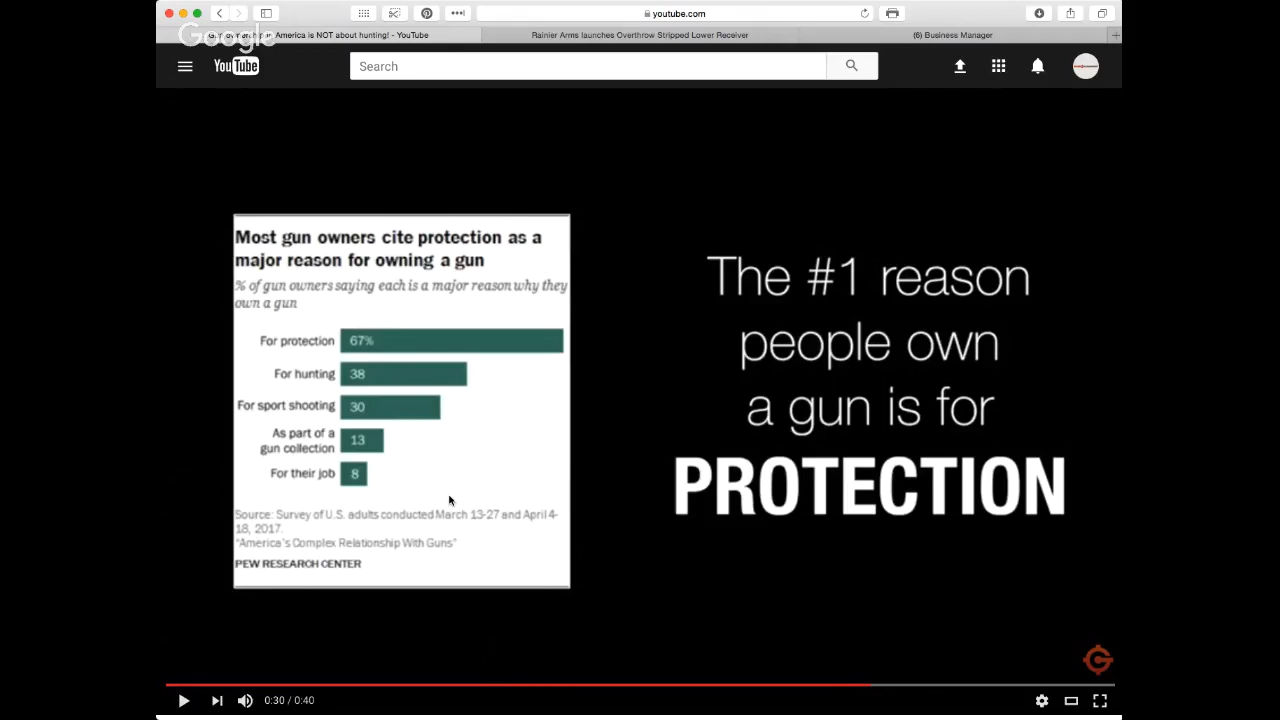 youtube.com
Google
Gun ownership in America is NOT about hunting! - YouTube
Rainier Arms launches Overthrow Stripped Lower Receiver
(6) Business Manager
YouTube
Search
Most gun owners cite protection as a
major reason for owning a gun
% of gun owners saying each is a major reason why they
own a gun
For protection 67%
For hunting 38
For sport shooting 30
As part of a
gun collection 13
For their job 8
Source: Survey of U.S. adults conducted March 13-27 and April 4-
18, 2017.
"America's Complex Relationship With Guns"
PEW RESEARCH CENTER
The #1 reason
people own
a gun is for
PROTECTION
0:30 / 0:40